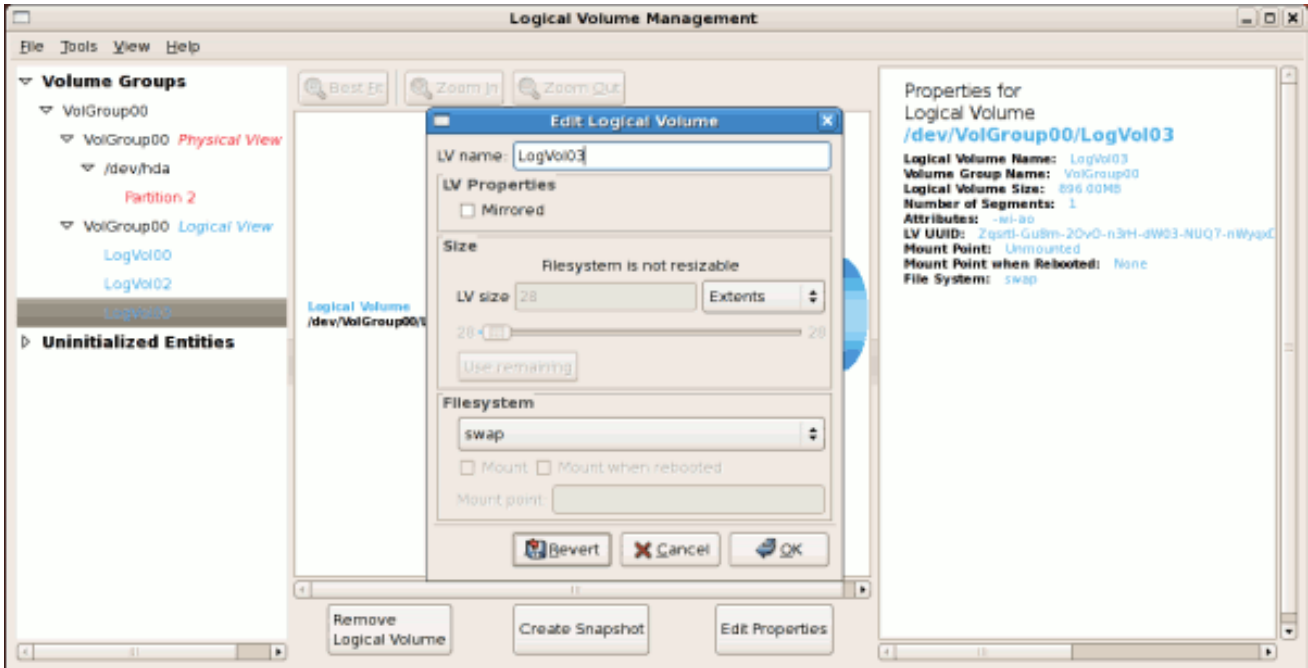 Logical Volume Management
File Tools View Help
Volume Groups
VolGroup00
VolGroup00 Physical View
/dev/hda
Partition 2
VolGroup00 Logical View
LogVol00
LogVol02
LogVol03
Uninitialized Entities
Best Fit Zoom In Zoom Out
Logical Volume
/dev/VolGroup00/L
Edit Logical Volume
LV name: LogVol03
LV Properties
Mirrored
Size
Filesystem is not resizable
LV size 28 Extents
28 28
Use remaining
Filesystem
swap
Mount Mount when rebooted
Mount point:
Revert Cancel OK
Remove
Logical Volume
Create Snapshot
Edit Properties
Properties for
Logical Volume
/dev/VolGroup00/LogVol03
Logical Volume Name: LogVol03
Volume Group Name: VolGroup00
Logical Volume Size: 896.00MB
Number of Segments: 1
Attributes: -wi-ao
LV UUID:
Mount Point: Unmounted
Mount Point when Rebooted: None
File System: swap